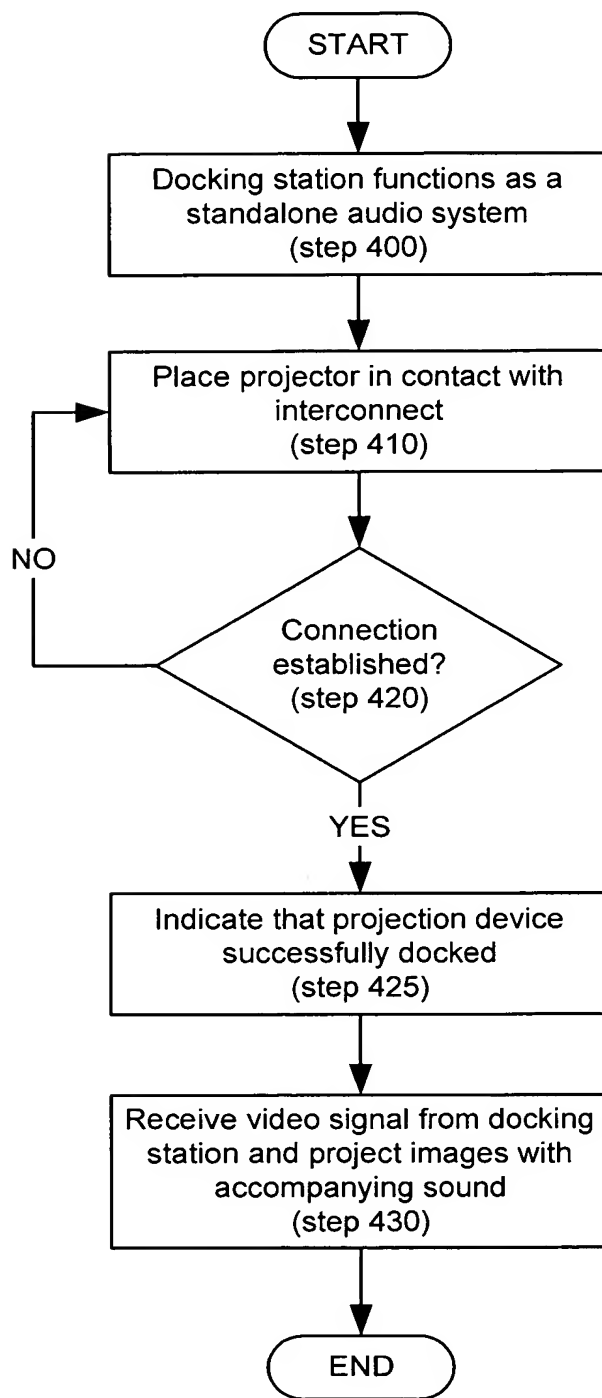 START
Docking station functions as a
standalone audio system
(step 400)
Place projector in contact with
interconnect
(step 410)
NO
Connection
established?
(step 420)
YES
Indicate that projection device
successfully docked
(step 425)
Receive video signal from docking
station and project images with
accompanying sound
(step 430)
END